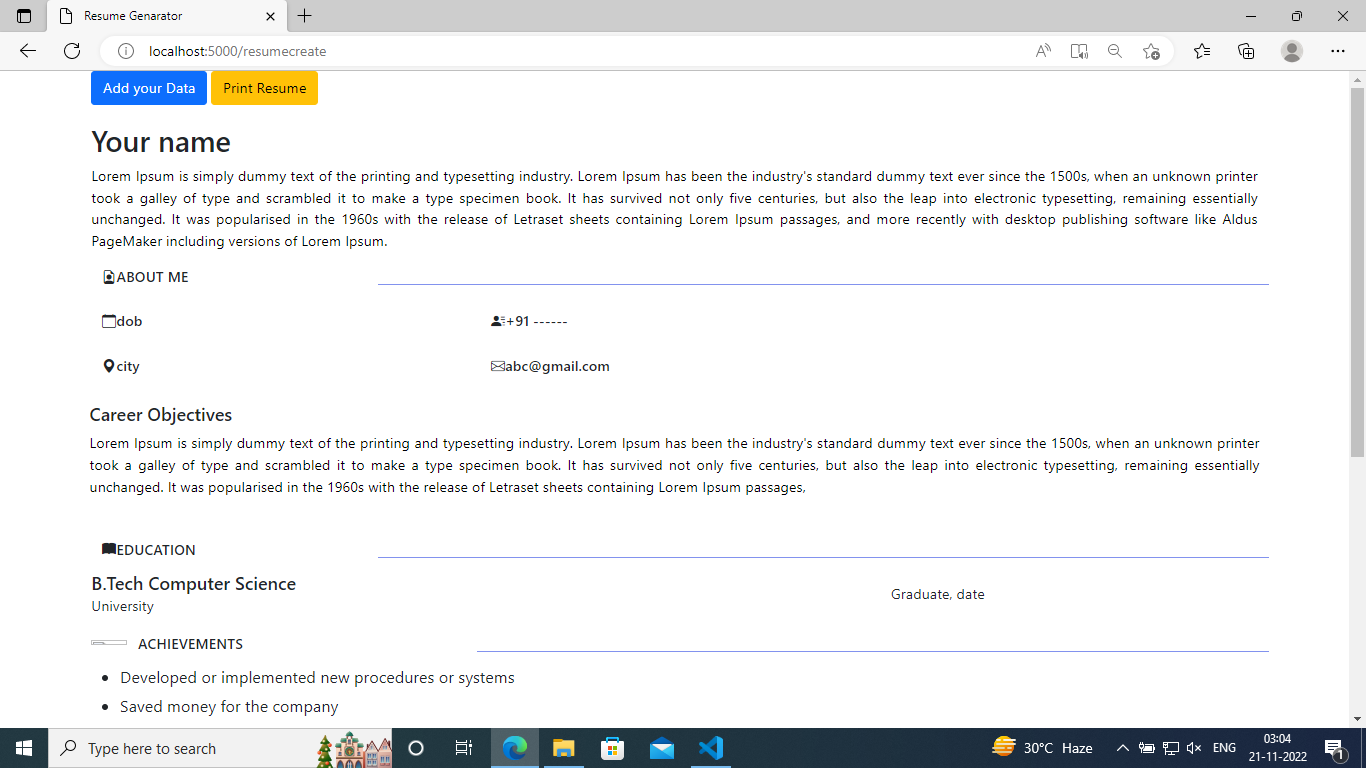 Resume Genarator
localhost:5000/resumecreate
Add your Data Print Resume
Your name
Lorem Ipsum is simply dummy text of the printing and typesetting industry. Lorem Ipsum has been the industry's standard dummy text ever since the 1500s, when an unknown printer
took a galley of type and scrambled it to make a type specimen book. It has survived not only five centuries, but also the leap into electronic typesetting, remaining essentially
unchanged. It was popularised in the 1960s with the release of Letraset sheets containing Lorem Ipsum passages, and more recently with desktop publishing software like Aldus
PageMaker including versions of Lorem Ipsum.
ABOUT ME
dob +91 ------
city abc@gmail.com
Career Objectives
Lorem Ipsum is simply dummy text of the printing and typesetting industry. Lorem Ipsum has been the industry's standard dummy text ever since the 1500s, when an unknown printer
took a galley of type and scrambled it to make a type specimen book. It has survived not only five centuries, but also the leap into electronic typesetting, remaining essentially
unchanged. It was popularised in the 1960s with the release of Letraset sheets containing Lorem Ipsum passages,
EDUCATION
B.Tech Computer Science
University
Graduate, date
ACHIEVEMENTS
• Developed or implemented new procedures or systems
• Saved money for the company
Type here to search
30°C Haze
ENG
03:04
21-11-2022
1